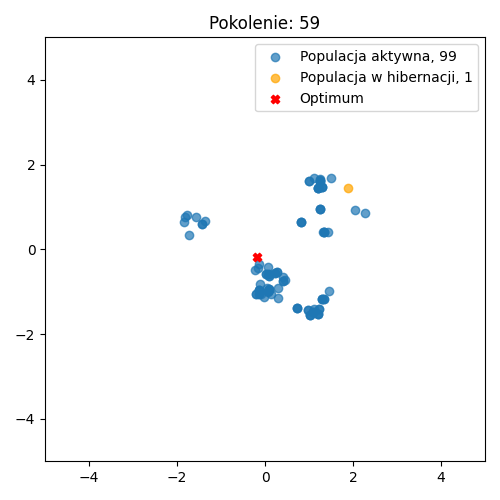 Pokolenie: 59
Populacja aktywna, 99
Populacja w hibernacji, 1
Optimum
4
2
0
−2
−4
−4
−2
0
2
4